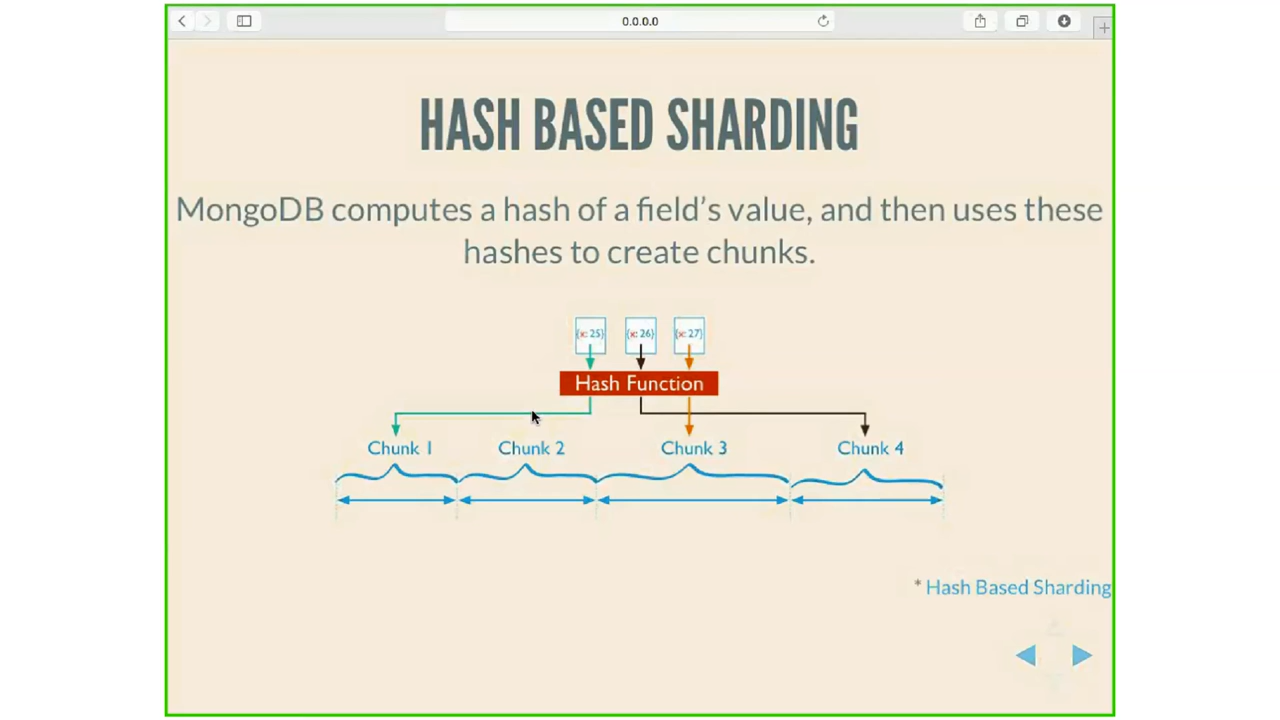 0.0.0.0
HASH BASED SHARDING
MongoDB computes a hash of a field’s value, and then uses these
hashes to create chunks.
{x: 25} {x: 26} {x: 27}
Hash Function
Chunk 1 Chunk 2 Chunk 3 Chunk 4
* Hash Based Sharding